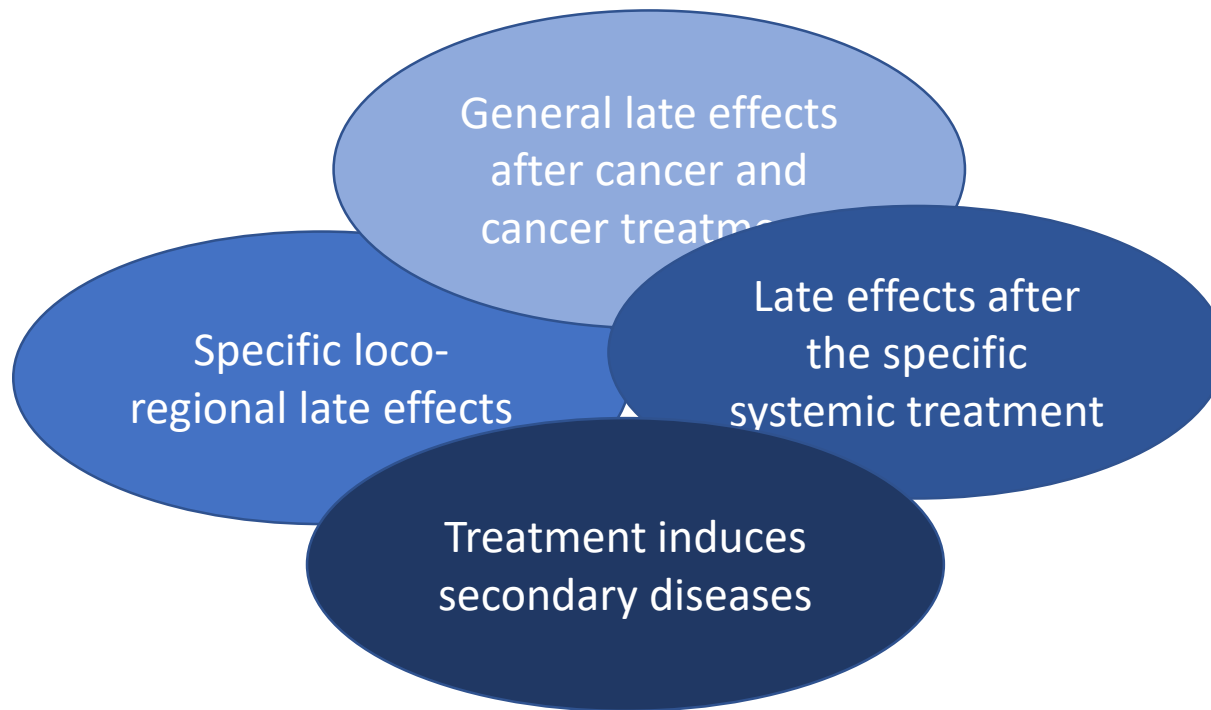 General late effects
after cancer and
cancer treatme
Specific loco-
regional late effects
Late effects after
the specific
systemic treatment
Treatment induces
secondary diseases